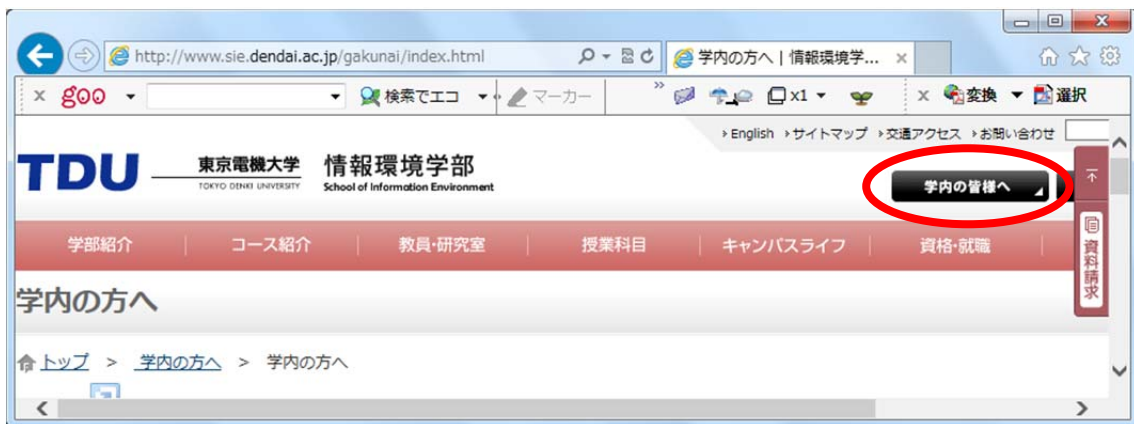 http://www.sie.dendai.ac.jp/gakunai/index.html
学内の方へ | 情報環境学...
goo 検索でエコ マーカー x1 変換 選択
English サイトマップ 交通アクセス お問い合わせ
TDU 東京電機大学 情報環境学部
TOKYO DENKI UNIVERSITY School of Information Environment
学内の皆様へ
学部紹介 コース紹介 教員・研究室 授業科目 キャンパスライフ 資格・就職
資料請求
学内の方へ
トップ > 学内の方へ > 学内の方へ